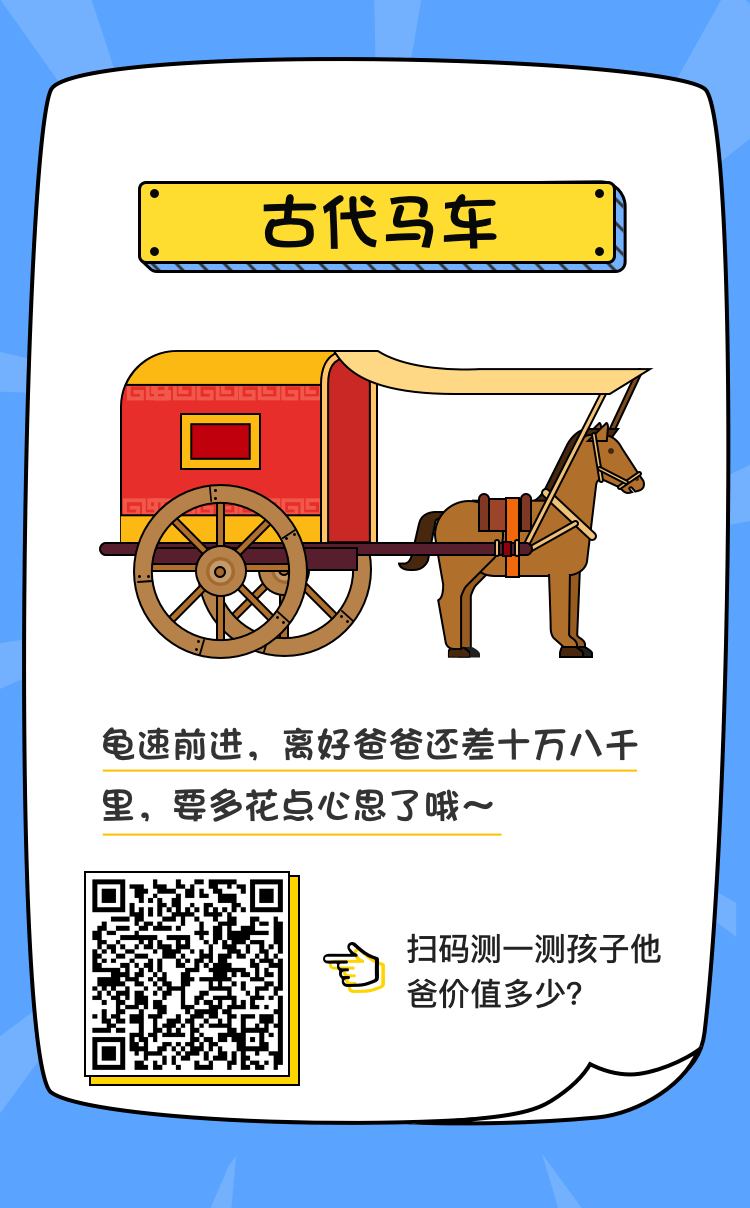 古代马车
龟速前进，离好爸爸还差十万八千
里，要多花点心思了哦～
扫码测一测孩子他
爸价值多少?